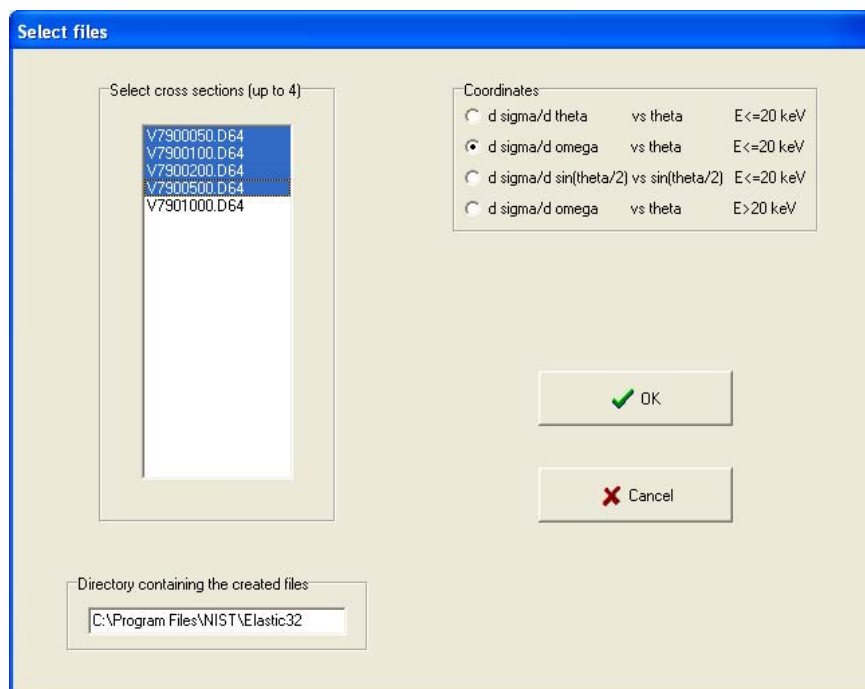 Select files
Select cross sections (up to 4)
V7900050.D64
V7900100.D64
V7900200.D64
V7900500.D64
V7901000.D64
Coordinates
d sigma/d theta vs theta E<=20 keV
d sigma/d omega vs theta E<=20 keV
d sigma/d sin(theta/2) vs sin(theta/2) E<=20 keV
d sigma/d omega vs theta E>20 keV
OK
Cancel
Directory containing the created files
C:\Program Files\NIST\Elastic32